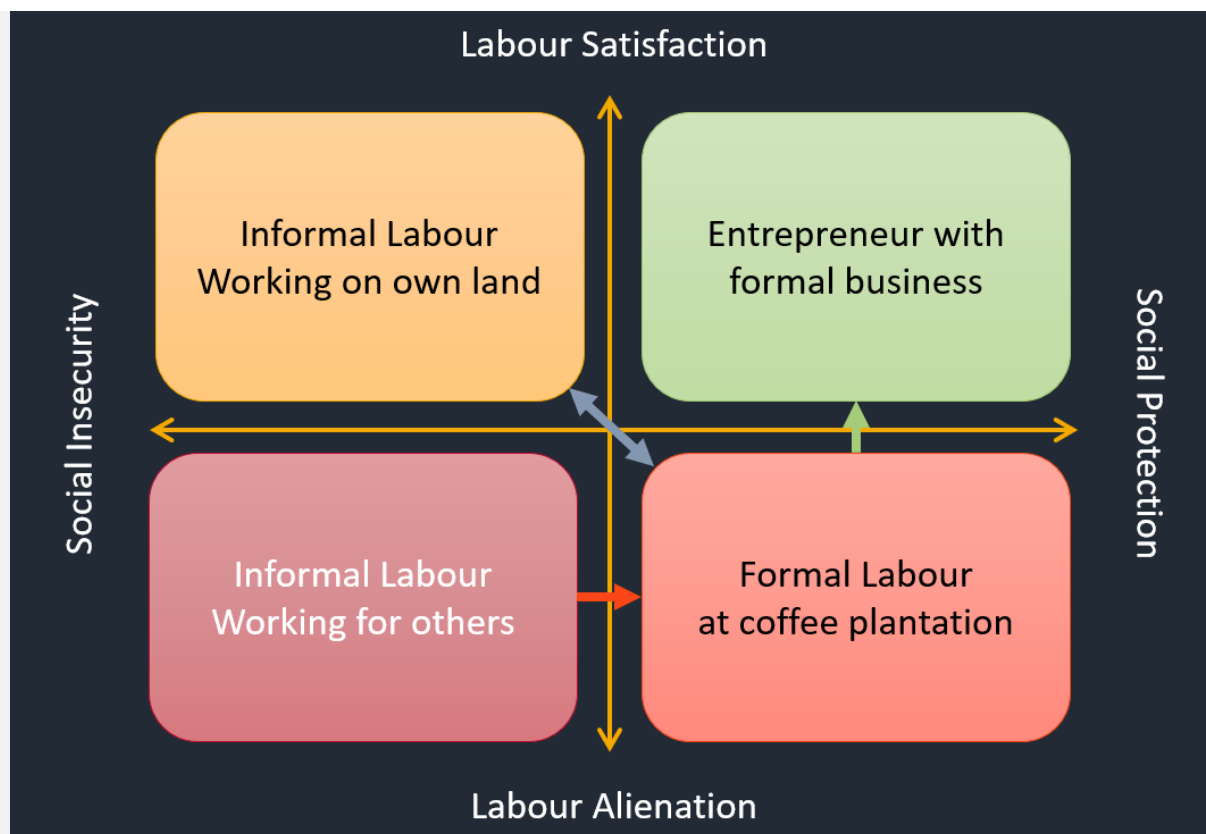 Labour Satisfaction
Informal Labour
Working on own land
Entrepreneur with
formal business
Social Insecurity
Social Protection
Informal Labour
Working for others
Formal Labour
at coffee plantation
Labour Alienation